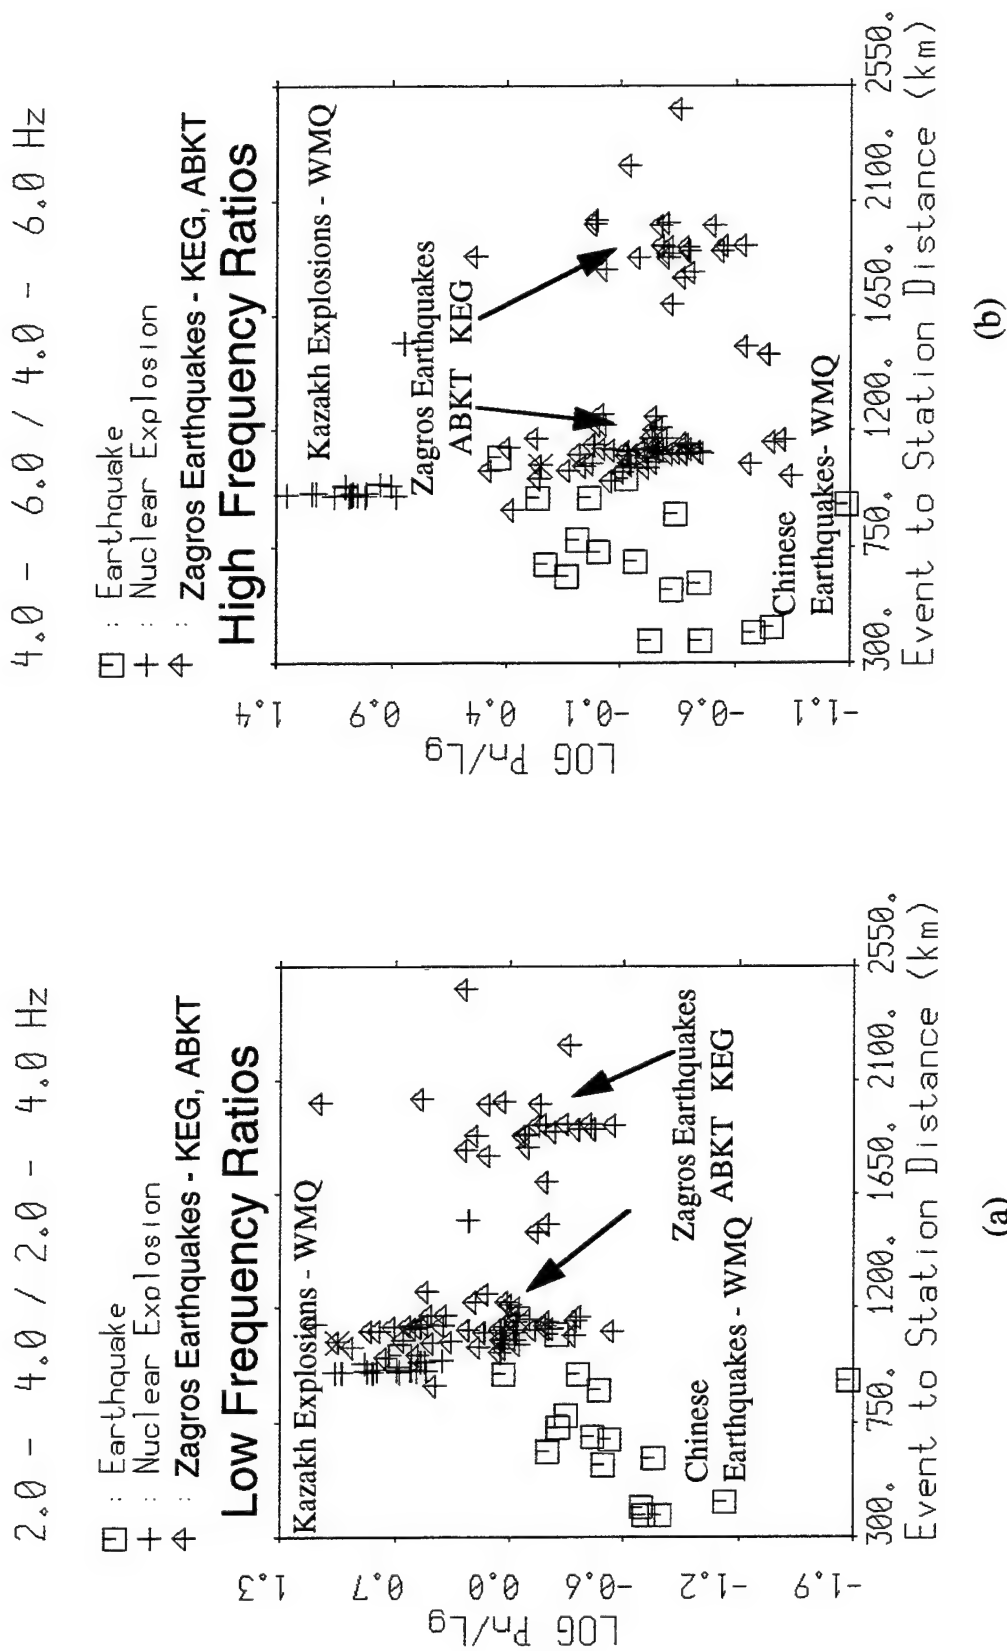 2.0 - 4.0 / 2.0 - 4.0 Hz
□ : Earthquake
+ : Nuclear Explosion
: Zagros Earthquakes - KEG, ABKT
Low Frequency Ratios
Kazakh Explosions - WMQ
Zagros Earthquakes
ABKT KEG
Chinese
Earthquakes - WMQ
LOG Pn/Lg
1.3
0.7
0.0
-0.6
-1.2
-1.9
300. 750. 1200. 1650. 2100. 2550.
Event to Station Distance (km)
(a)
4.0 - 6.0 / 4.0 - 6.0 Hz
□ : Earthquake
+ : Nuclear Explosion
: Zagros Earthquakes - KEG, ABKT
High Frequency Ratios
Kazakh Explosions - WMQ
Zagros Earthquakes
ABKT KEG
Chinese
Earthquakes- WMQ
LOG Pn/Lg
1.4
0.9
0.4
-0.1
-0.6
-1.1
300. 750. 1200. 1650. 2100. 2550.
Event to Station Distance (km)
(b)